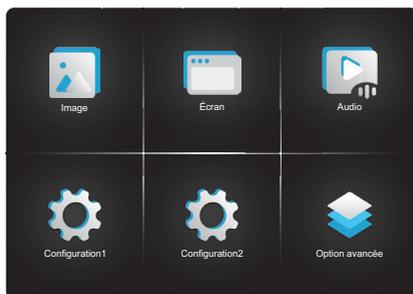 Image
Écran
Audio
Configuration1
Configuration2
Option avancée